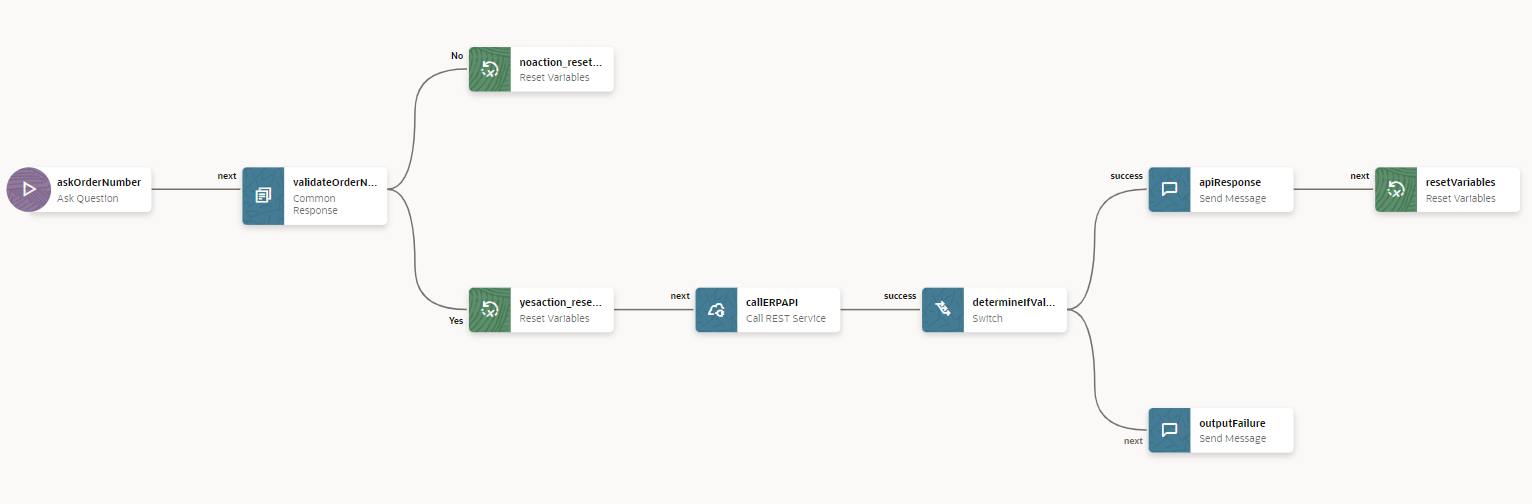 No
noaction_reset...
Reset Variables
askOrderNumber
Ask Question
next
validateOrderN...
Common
Response
success
apiResponse
Send Message
next
resetVariables
Reset Variables
Yes
yesaction_rese...
Reset Variables
next
callERPAPI
Call REST Service
success
determineIfVal...
Switch
next
outputFailure
Send Message